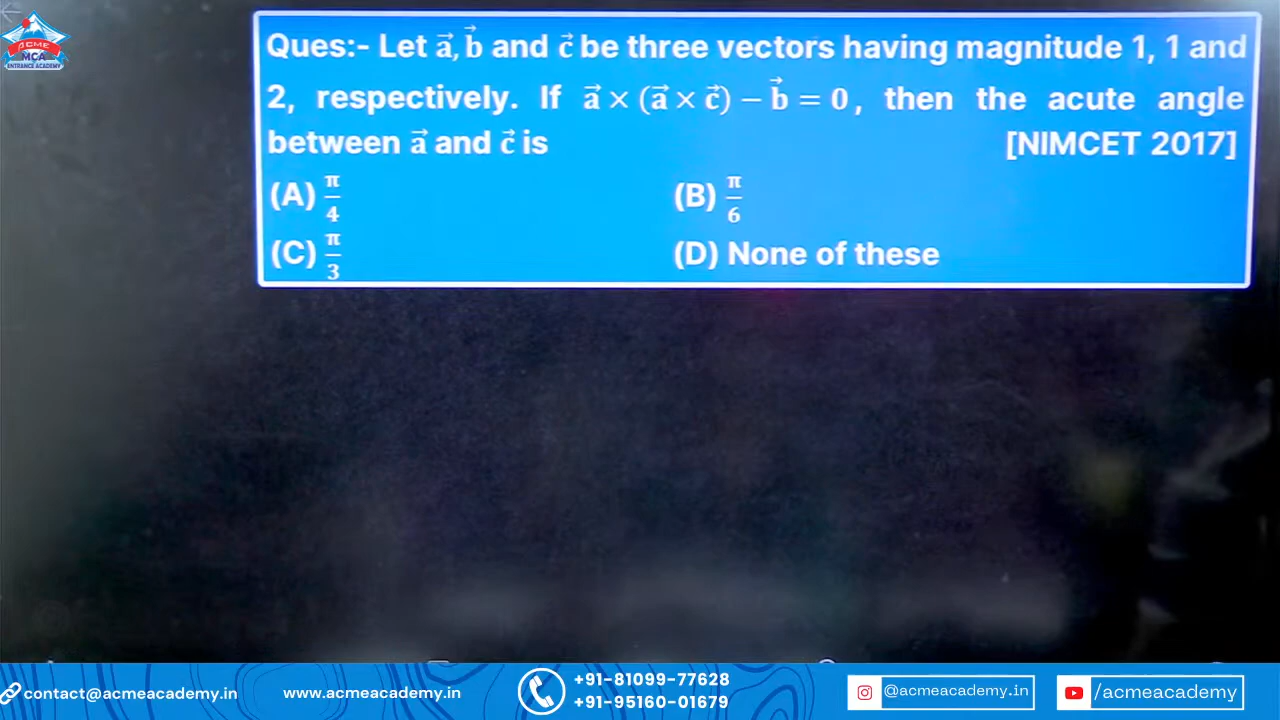 ACME
MCA
ENTRANCE ACADEMY
Ques:- Let a⃗, b⃗ and c⃗ be three vectors having magnitude 1, 1 and
2, respectively. If a⃗ × (a⃗ × c⃗) − b⃗ = 0, then the acute angle
between a⃗ and c⃗ is [NIMCET 2017]
(A) π/4 (B) π/6
(C) π/3 (D) None of these
contact@acmeacademy.in www.acmeacademy.in +91-81099-77628 @acmeacademy.in /acmeacademy
+91-95160-01679